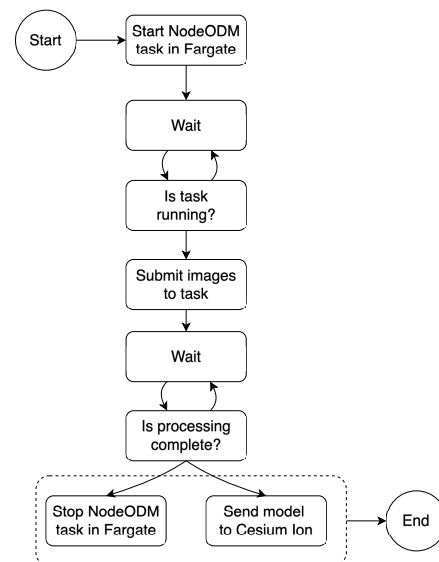 Start
Start NodeODM
task in Fargate
Wait
Is task
running?
Submit images
to task
Wait
Is processing
complete?
Stop NodeODM
task in Fargate
Send model
to Cesium Ion
End